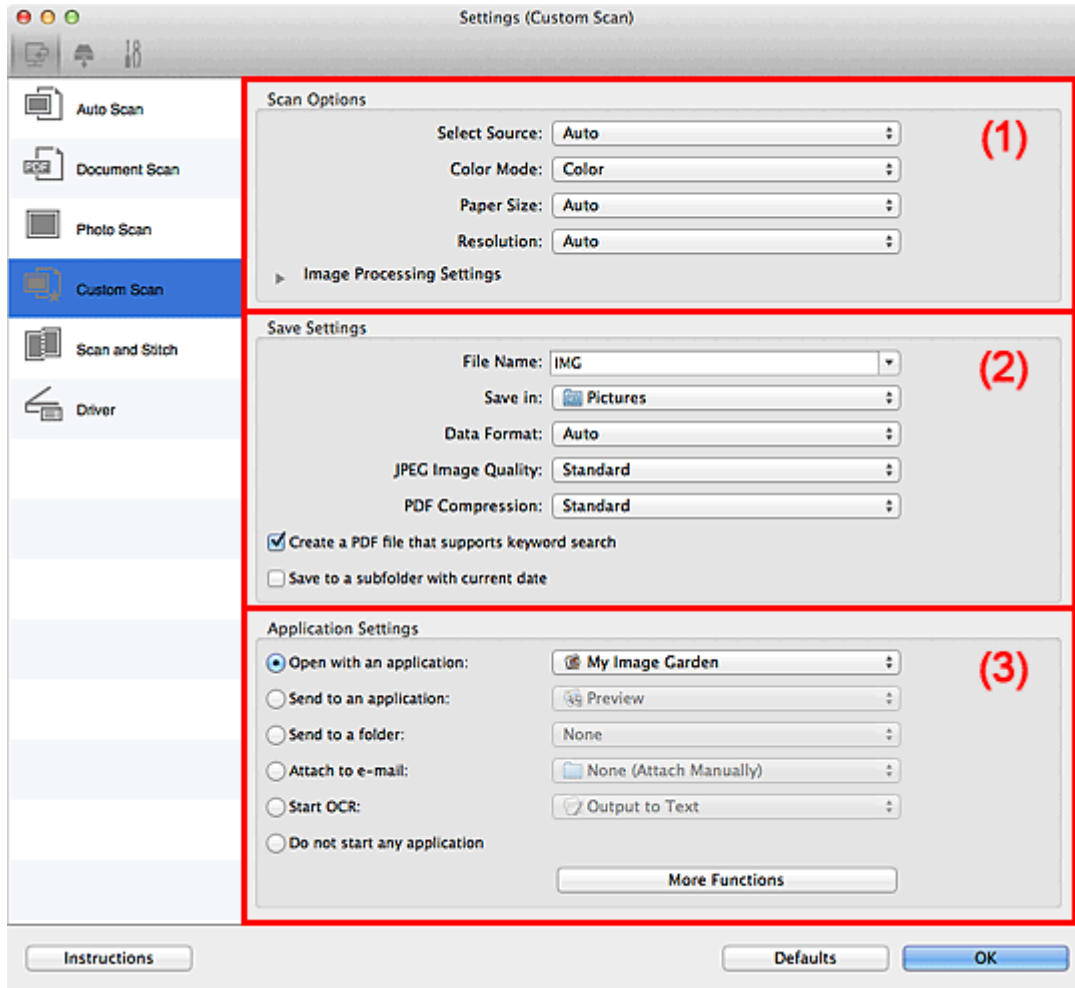 Settings (Custom Scan)
Auto Scan
Document Scan
Photo Scan
Custom Scan
Scan and Stitch
Driver
Scan Options
(1)
Select Source: Auto
Color Mode: Color
Paper Size: Auto
Resolution: Auto
Image Processing Settings
Save Settings
(2)
File Name: IMG
Save in: Pictures
Data Format: Auto
JPEG Image Quality: Standard
PDF Compression: Standard
Create a PDF file that supports keyword search
Save to a subfolder with current date
Application Settings
(3)
Open with an application: My Image Garden
Send to an application: Preview
Send to a folder: None
Attach to e-mail: None (Attach Manually)
Start OCR: Output to Text
Do not start any application
More Functions
Instructions Defaults OK